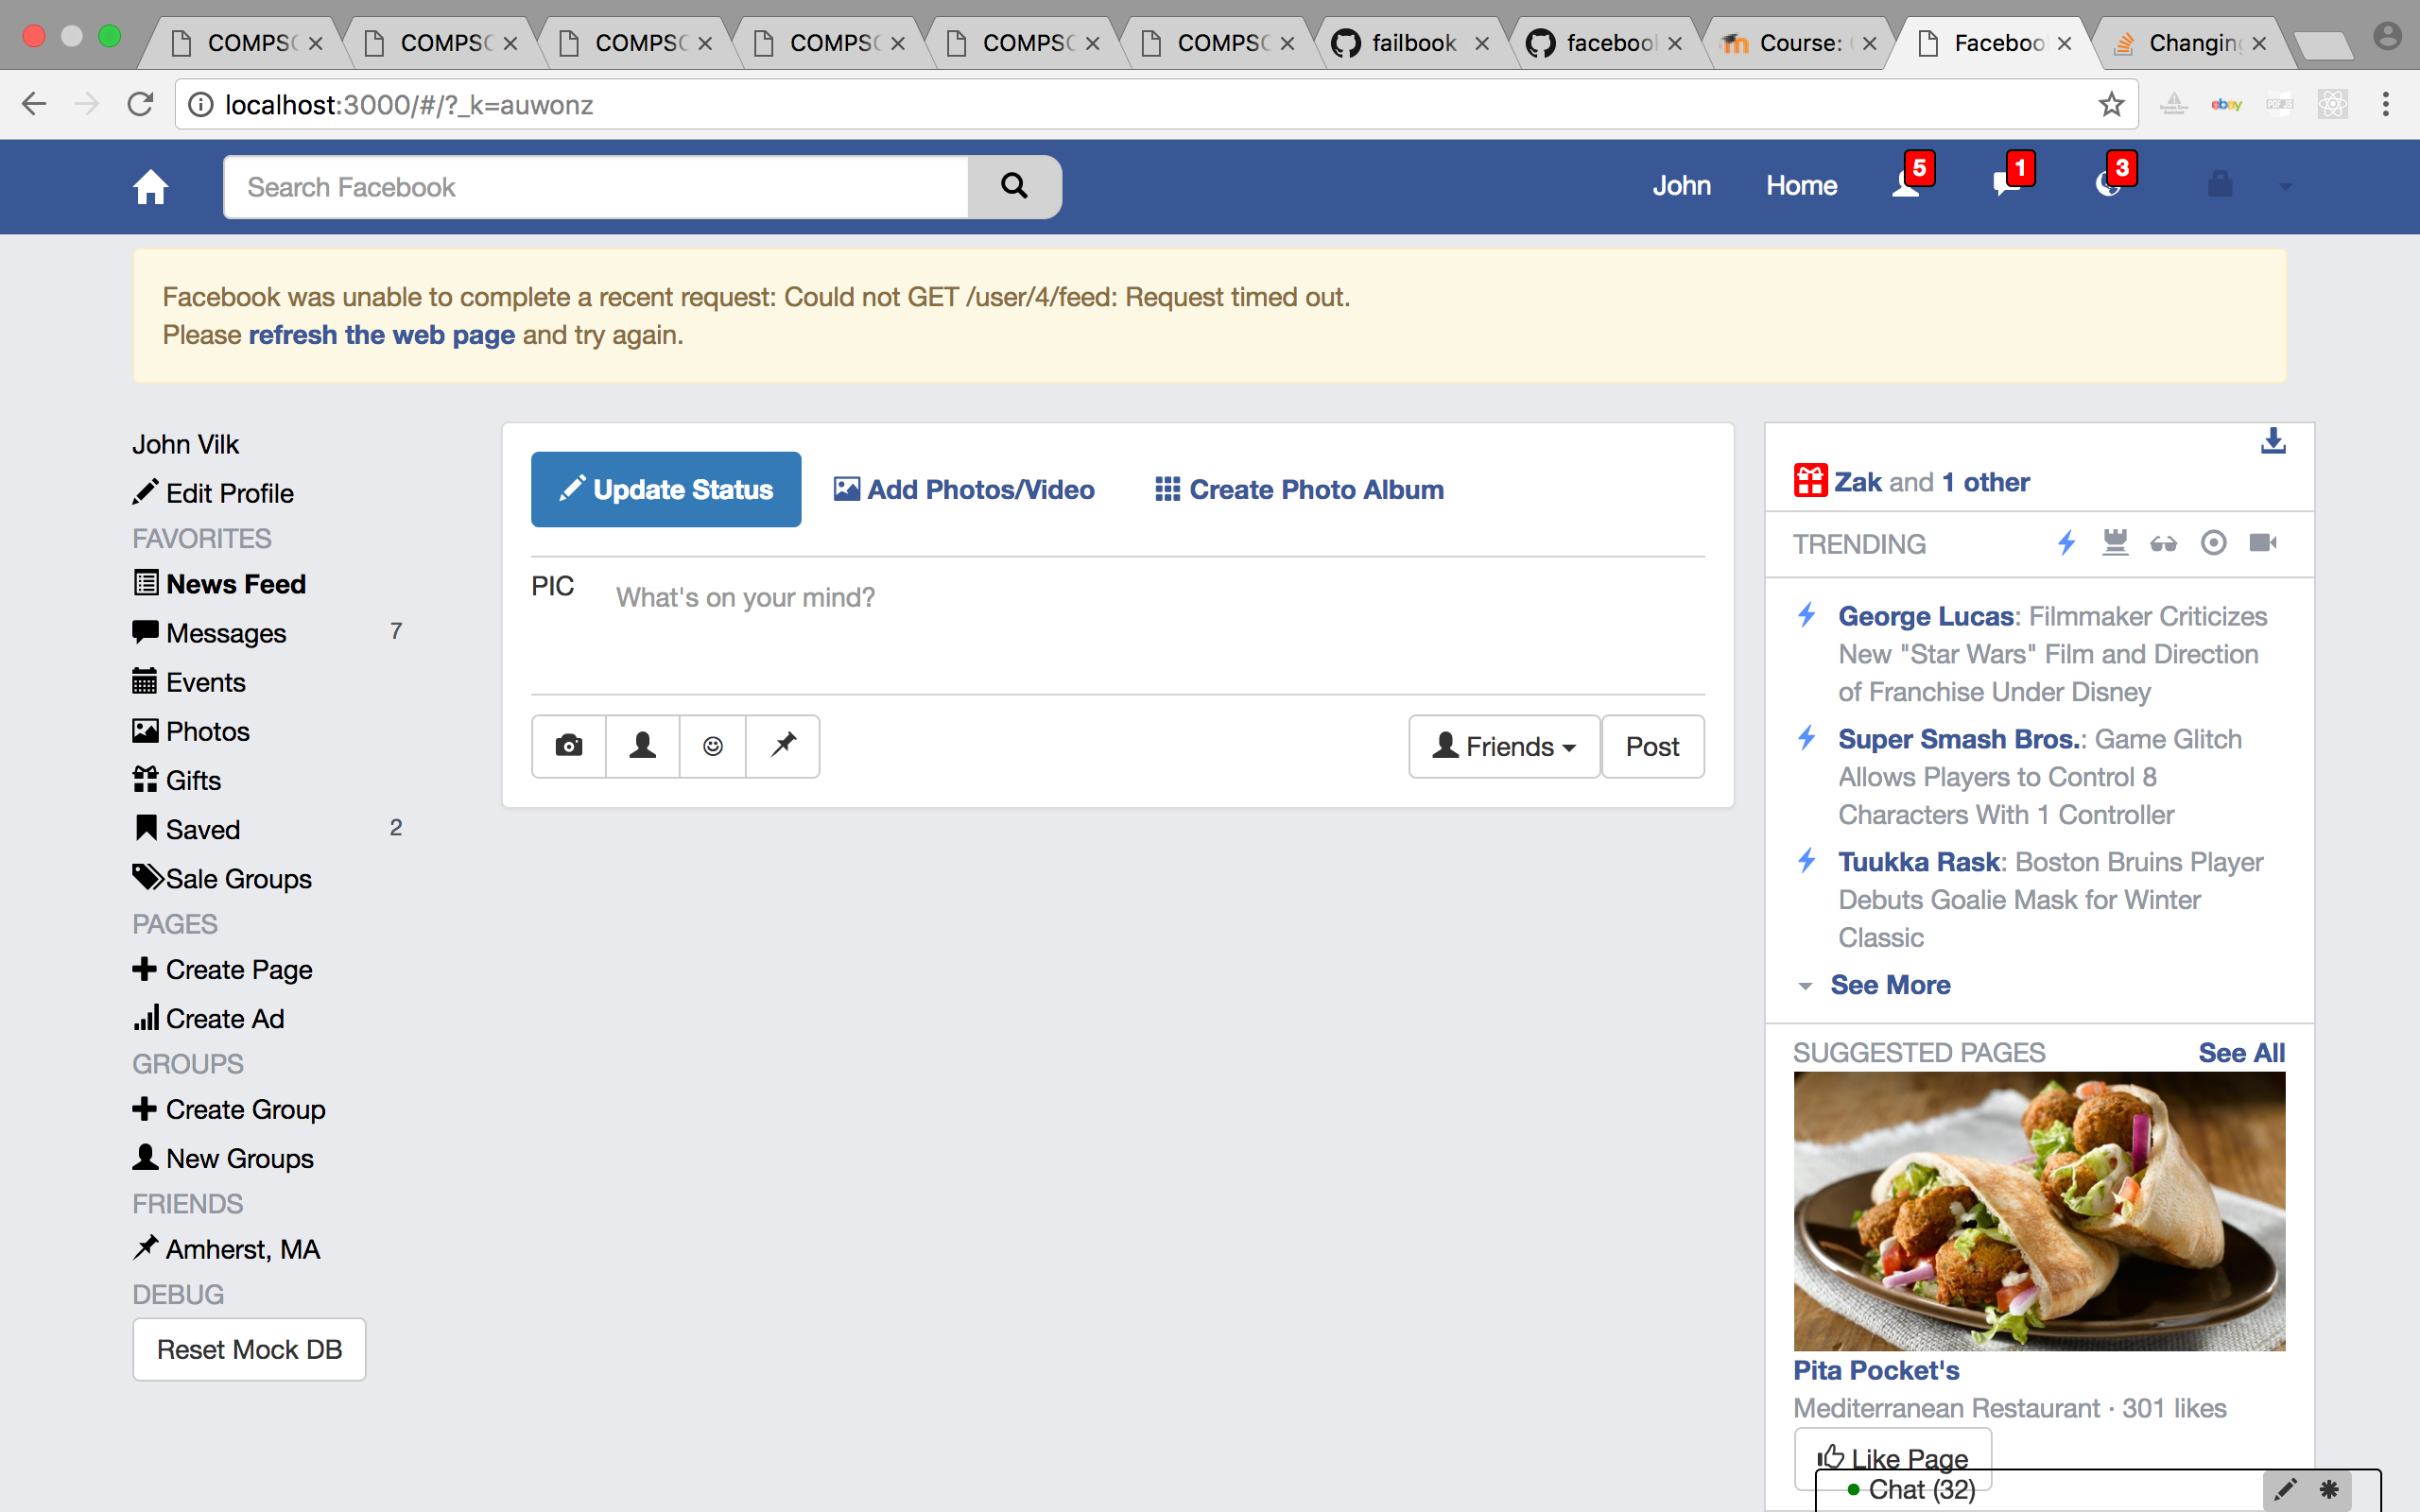 COMPSC
COMPSC
COMPSC
COMPSC
COMPSC
COMPSC
failbook
facebook
Course:
Facebook
Changing
localhost:3000/#/?_k=auwonz
ebay
Search Facebook
John
Home
5
1
3
Facebook was unable to complete a recent request: Could not GET /user/4/feed: Request timed out.
Please refresh the web page and try again.
John Vilk
Edit Profile
FAVORITES
News Feed
Messages 7
Events
Photos
Gifts
Saved 2
Sale Groups
PAGES
Create Page
Create Ad
GROUPS
Create Group
New Groups
FRIENDS
Amherst, MA
DEBUG
Reset Mock DB
Update Status
Add Photos/Video
Create Photo Album
PIC
What's on your mind?
Friends
Post
Zak and 1 other
TRENDING
George Lucas: Filmmaker Criticizes
New "Star Wars" Film and Direction
of Franchise Under Disney
Super Smash Bros.: Game Glitch
Allows Players to Control 8
Characters With 1 Controller
Tuukka Rask: Boston Bruins Player
Debuts Goalie Mask for Winter
Classic
See More
SUGGESTED PAGES
See All
Pita Pocket's
Mediterranean Restaurant · 301 likes
Like Page
Chat (32)